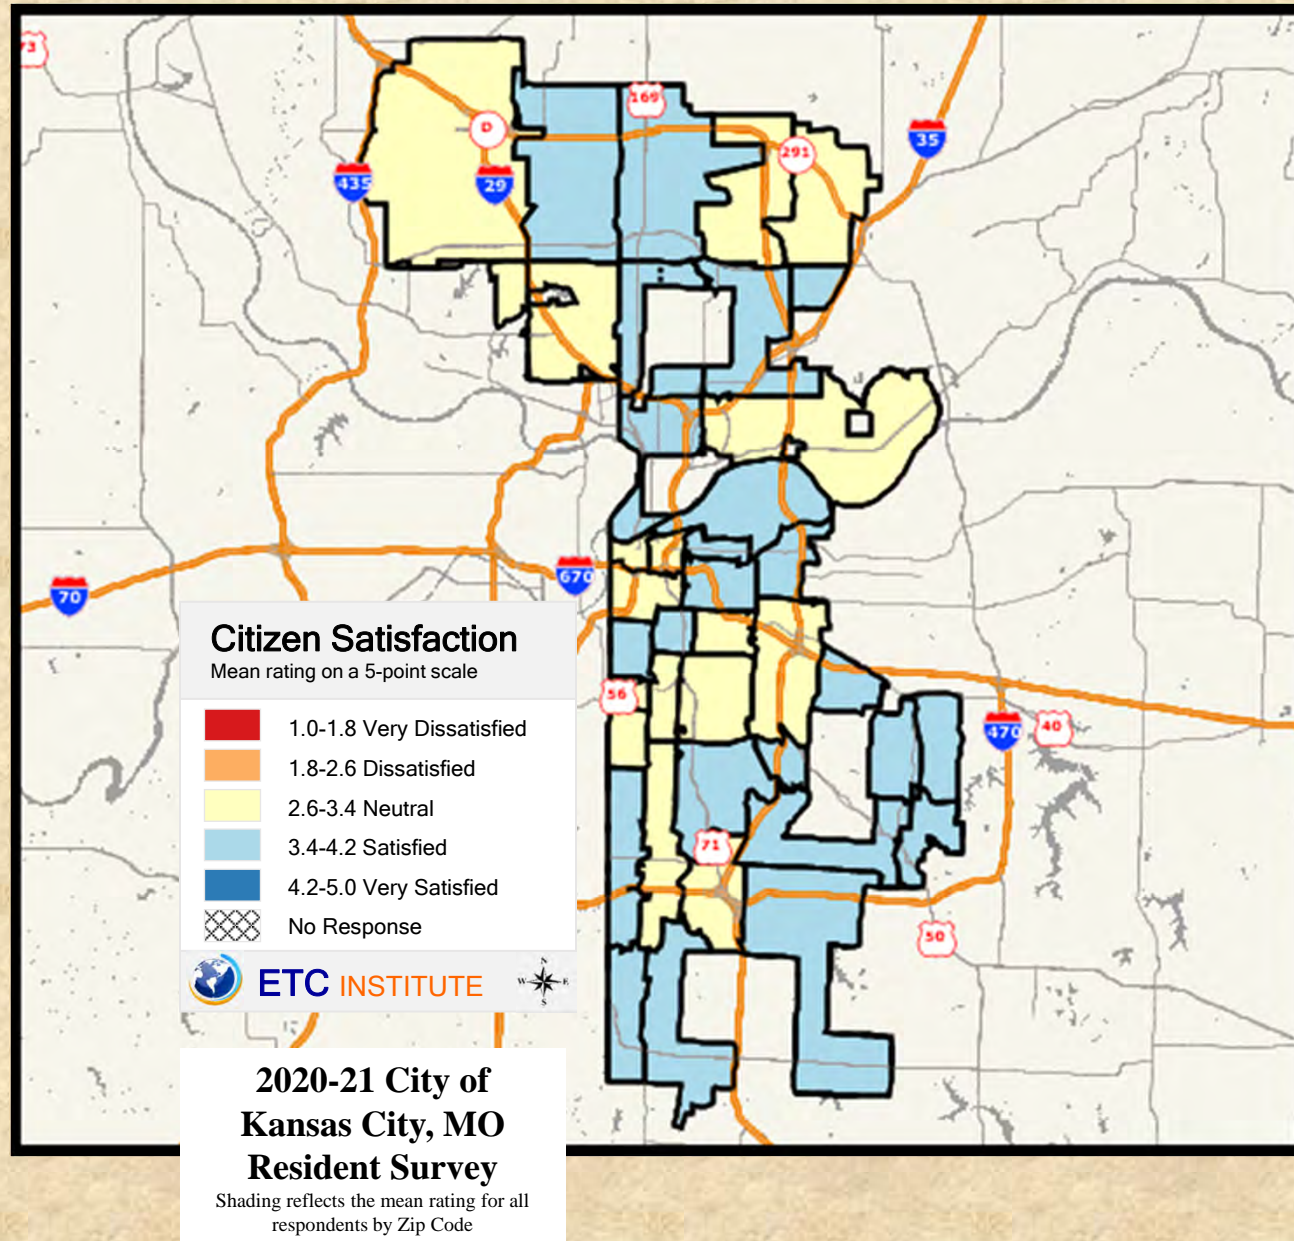 73
169
D
291
35
435
29
70
670
56
40
470
71
50
Citizen Satisfaction
Mean rating on a 5-point scale
1.0-1.8 Very Dissatisfied
1.8-2.6 Dissatisfied
2.6-3.4 Neutral
3.4-4.2 Satisfied
4.2-5.0 Very Satisfied
No Response
ETC INSTITUTE
N
W E
S
2020-21 City of
Kansas City, MO
Resident Survey
Shading reflects the mean rating for all
respondents by Zip Code